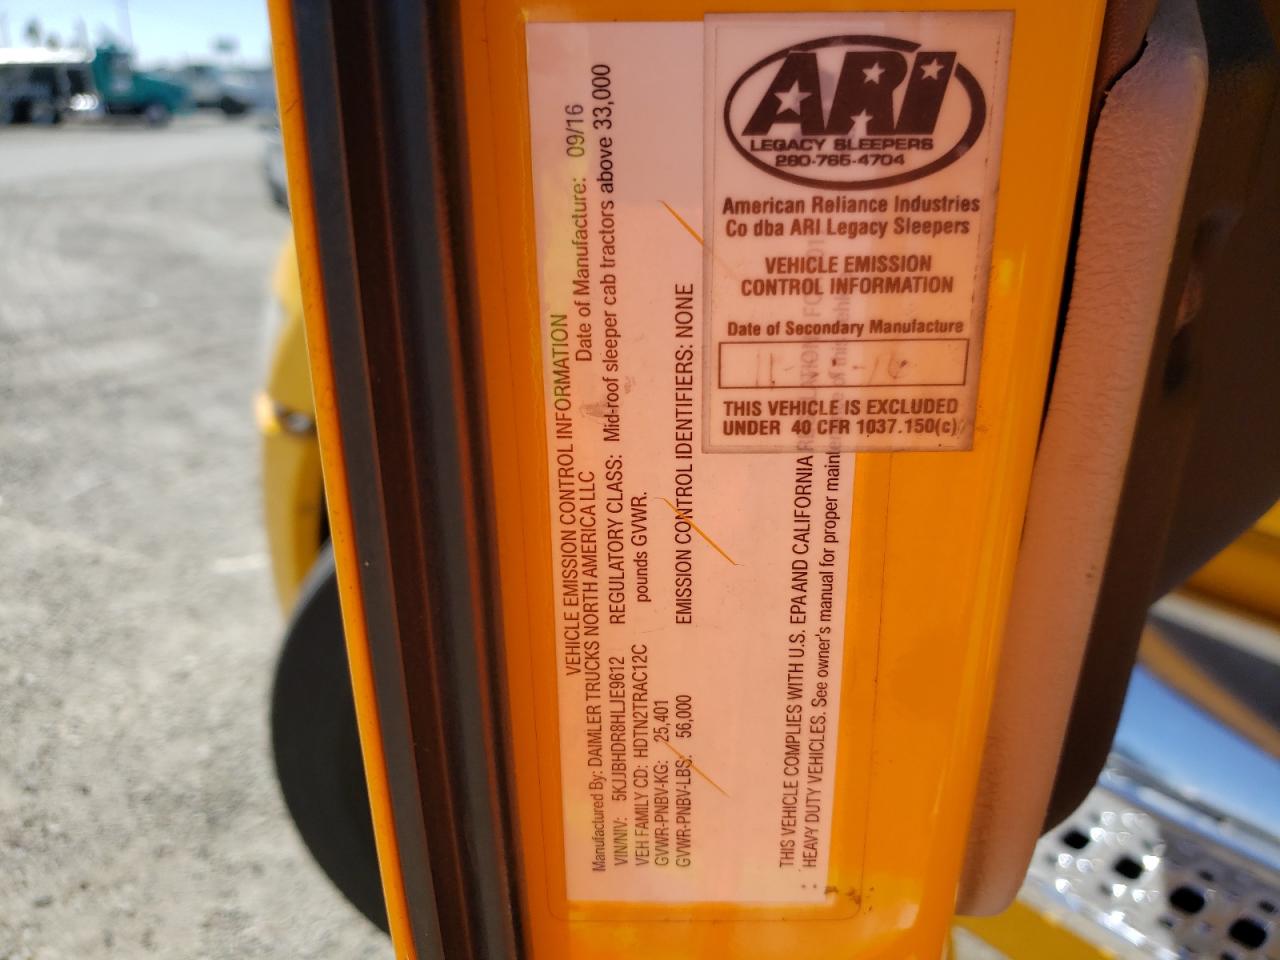 VEHICLE EMISSION CONTROL INFORMATION
Manufactured By: DAIMLER TRUCKS NORTH AMERICA LLC Date of Manufacture: 09/16
VIN/NIV: 5KJJBHDR8HLJE9612 REGULATORY CLASS: Mid-roof sleeper cab tractors above 33,000
VEH FAMILY CD: HDTN2TRAC12C pounds GVWR.
GVWR-PNBV-KG: 25,401
GVWR-PNBV-LBS: 56,000 EMISSION CONTROL IDENTIFIERS: NONE
THIS VEHICLE COMPLIES WITH U.S. EPA AND CALIFORNIA
HEAVY DUTY VEHICLES. See owner's manual for proper
ARI
LEGACY SLEEPERS
280-765-4704
American Reliance Industries
Co dba ARI Legacy Sleepers
VEHICLE EMISSION
CONTROL INFORMATION
Date of Secondary Manufacture
THIS VEHICLE IS EXCLUDED
UNDER 40 CFR 1037.150(c)